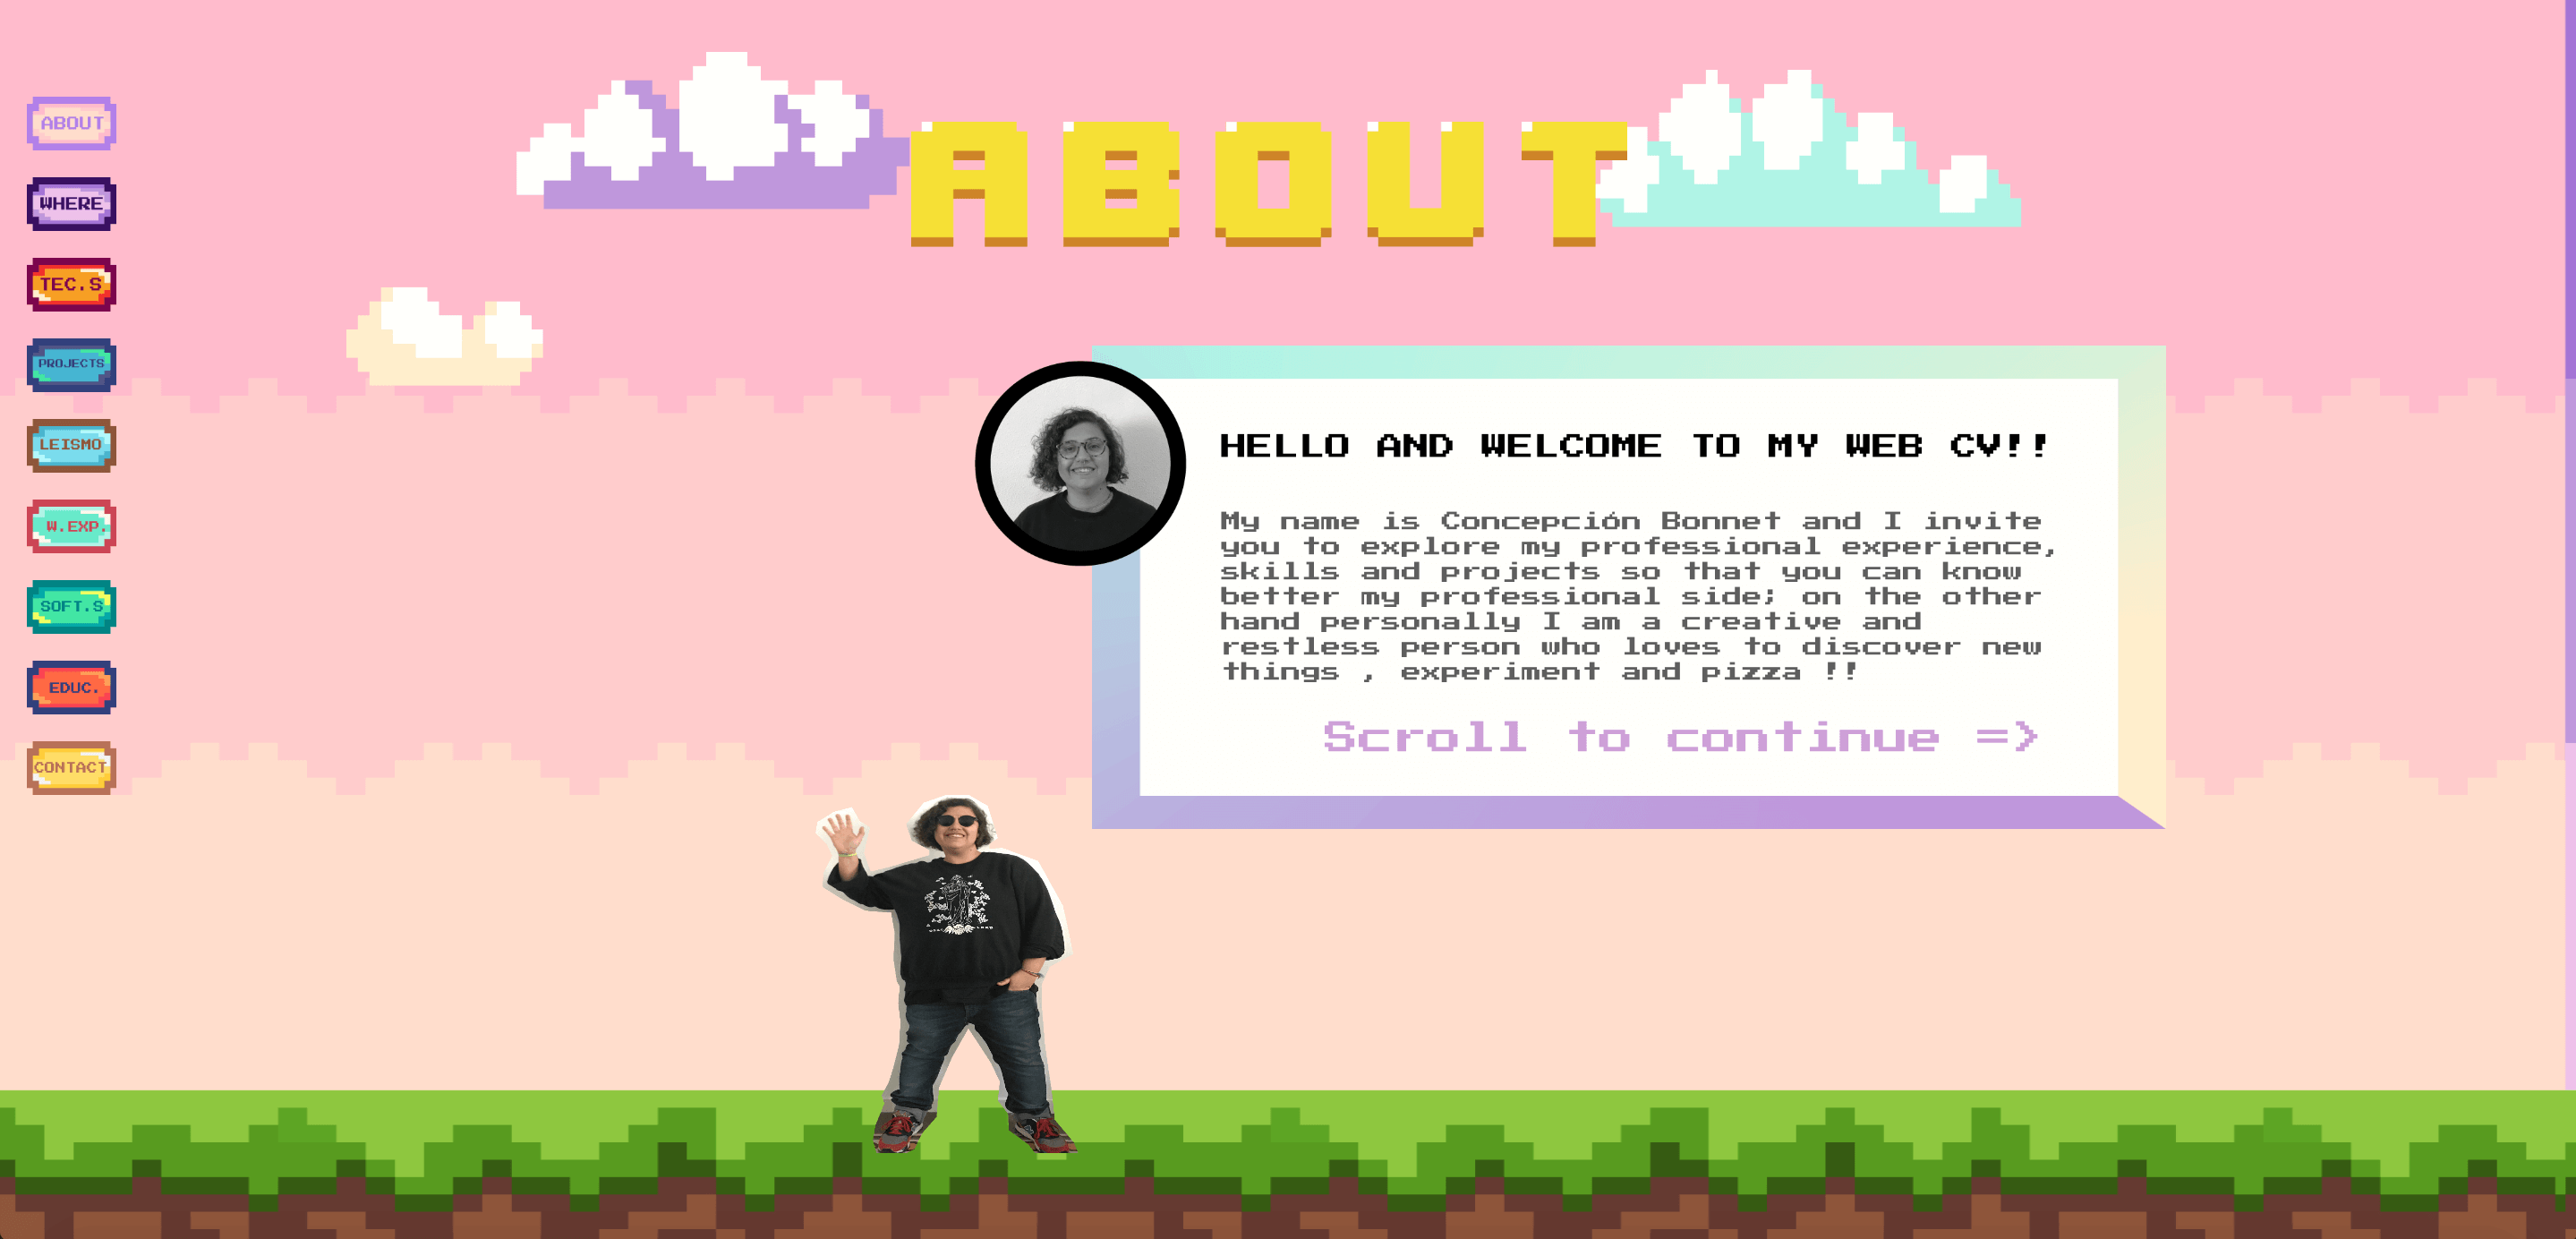 ABOUT
WHERE
TEC.S
PROJECTS
LEISMO
W.EXP.
SOFT.S
EDUC.
CONTACT
ABOUT
HELLO AND WELCOME TO MY WEB CV!!
My name is Concepción Bonnet and I invite
you to explore my professional experience,
skills and projects so that you can know
better my professional side; on the other
hand personally I am a creative and
restless person who loves to discover new
things , experiment and pizza !!
Scroll to continue =>